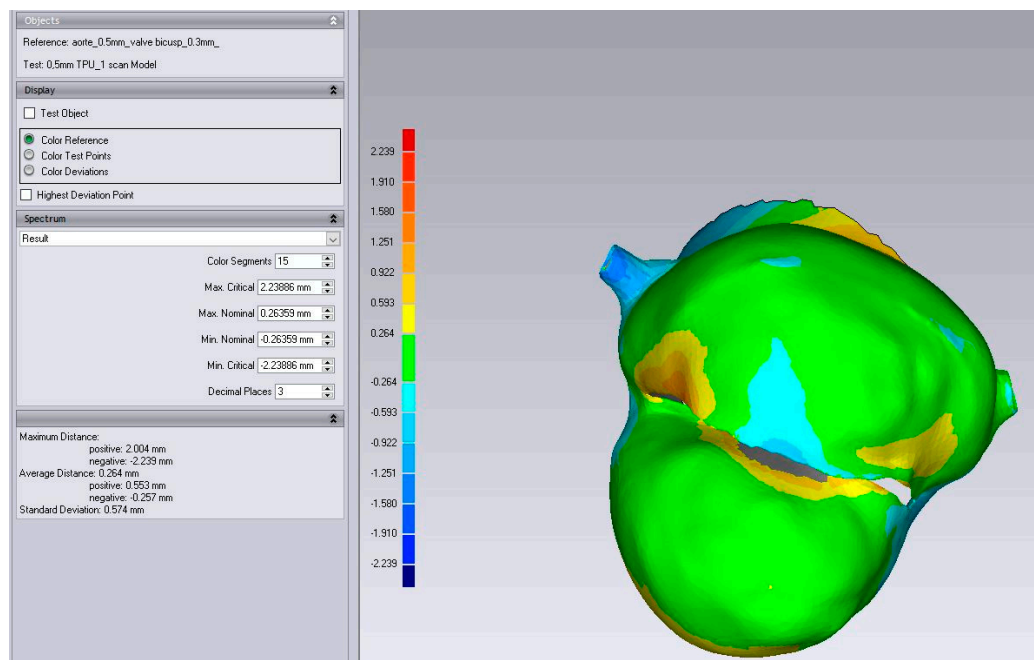 Objects
Reference: aorte_0.5mm_valve bicusp_0.3mm_
Test: 0,5mm TPU_1 scan Model
Display
Test Object
Color Reference
Color Test Points
Color Deviations
Highest Deviation Point
Spectrum
Result
Color Segments 15
Max. Critical 2.23886 mm
Max. Nominal 0.26359 mm
Min. Nominal -0.26359 mm
Min. Critical -2.23886 mm
Decimal Places 3
Maximum Distance:
positive: 2.004 mm
negative: -2.239 mm
Average Distance: 0.264 mm
positive: 0.553 mm
negative: -0.257 mm
Standard Deviation: 0.574 mm
2.239
1.910
1.580
1.251
0.922
0.593
0.264
-0.264
-0.593
-0.922
-1.251
-1.580
-1.910
-2.239